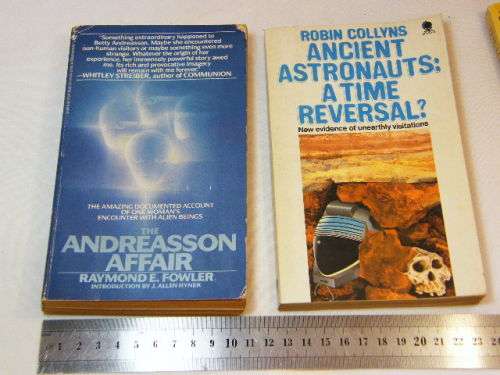 "Something extraordinary happened to
Betty Andreasson. Maybe she encountered
non-human visitors or maybe something even more
strange. Whatever the origin of her
experience, her immensely powerful story awed
me. Its rich and provocative imagery
will remain with me forever."
—WHITLEY STREIBER, author of COMMUNION
THE AMAZING DOCUMENTED ACCOUNT
OF ONE WOMAN'S
ENCOUNTER WITH ALIEN BEINGS
THE
ANDREASSON
AFFAIR
RAYMOND E. FOWLER
INTRODUCTION BY J. ALLEN HYNEK
ROBIN COLLYNS
ANCIENT
ASTRONAUTS:
A TIME
REVERSAL?
New evidence of unearthly visitations
1 2 3 4 5 6 7 8 9 10 11 12 13 14 15 16 17 18 19 20 21 22 23 24